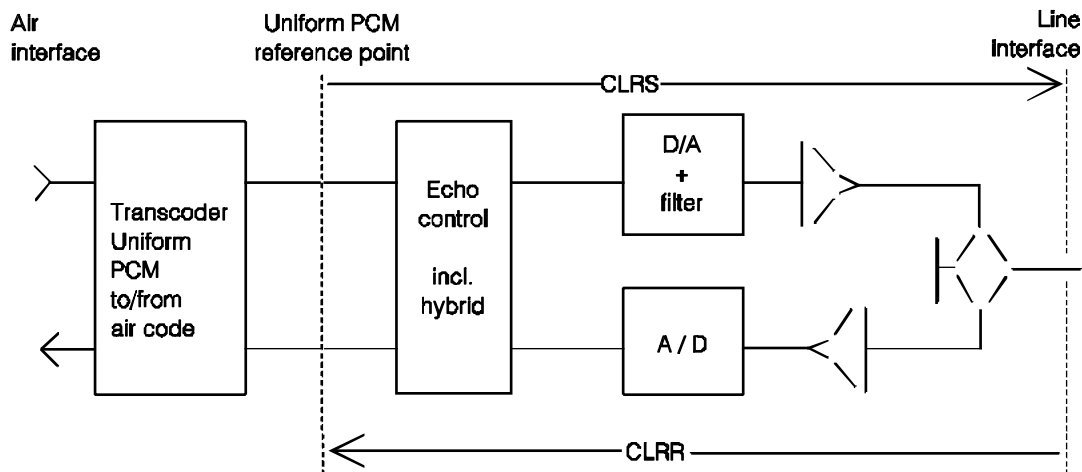 Air
interface
Uniform PCM
reference point
Line
Interface
CLRS
Transcoder
Uniform
PCM
to/from
air code
Echo
control
incl.
hybrid
D/A
+
filter
A / D
CLRR